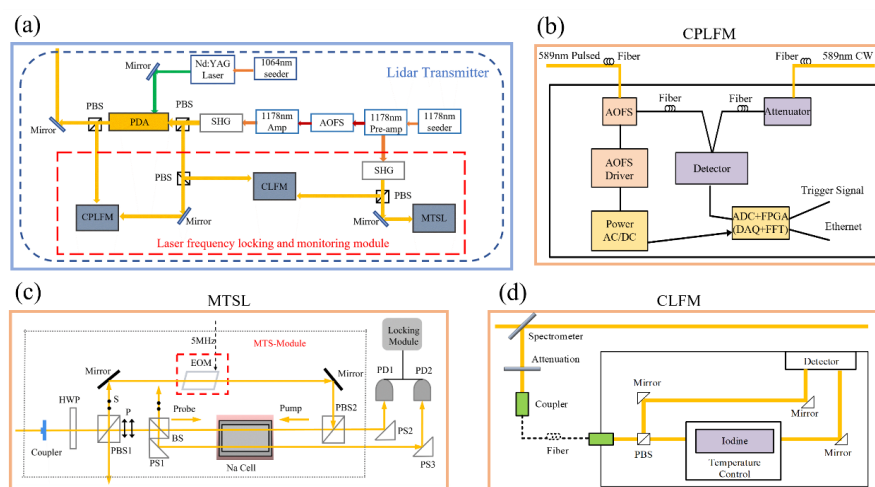 (a)
Lidar Transmitter
Mirror
Nd:YAG
Laser
1064nm
seeder
PBS
PBS
PDA
SHG
1178nm
Amp
AOFS
1178nm
Pre-amp
1178nm
seeder
Mirror
SHG
PBS
CLFM
PBS
CPLFM
Mirror
Mirror
MTSL
Laser frequency locking and monitoring module
(b)
CPLFM
589nm Pulsed
Fiber
Fiber
589nm CW
Fiber
Fiber
AOFS
Attenuator
AOFS
Driver
Detector
Trigger Signal
Power
AC/DC
ADC+FPGA
(DAQ+FFT)
Ethernet
(c)
MTSL
5MHz
MTS-Module
Locking
Module
Mirror
EOM
Mirror
PD1
PD2
HWP
S
P
Probe
Pump
PBS2
PS2
BS
Coupler
PBS1
PS1
Na Cell
PS3
(d)
CLFM
Spectrometer
Attenuation
Detector
Coupler
Mirror
Mirror
Fiber
PBS
Iodine
Temperature
Control
Mirror